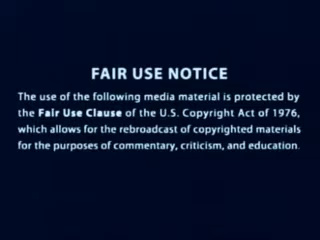 FAIR USE NOTICE
The use of the following media material is protected by
the Fair Use Clause of the U.S. Copyright Act of 1976,
which allows for the rebroadcast of copyrighted materials
for the purposes of commentary, criticism, and education.